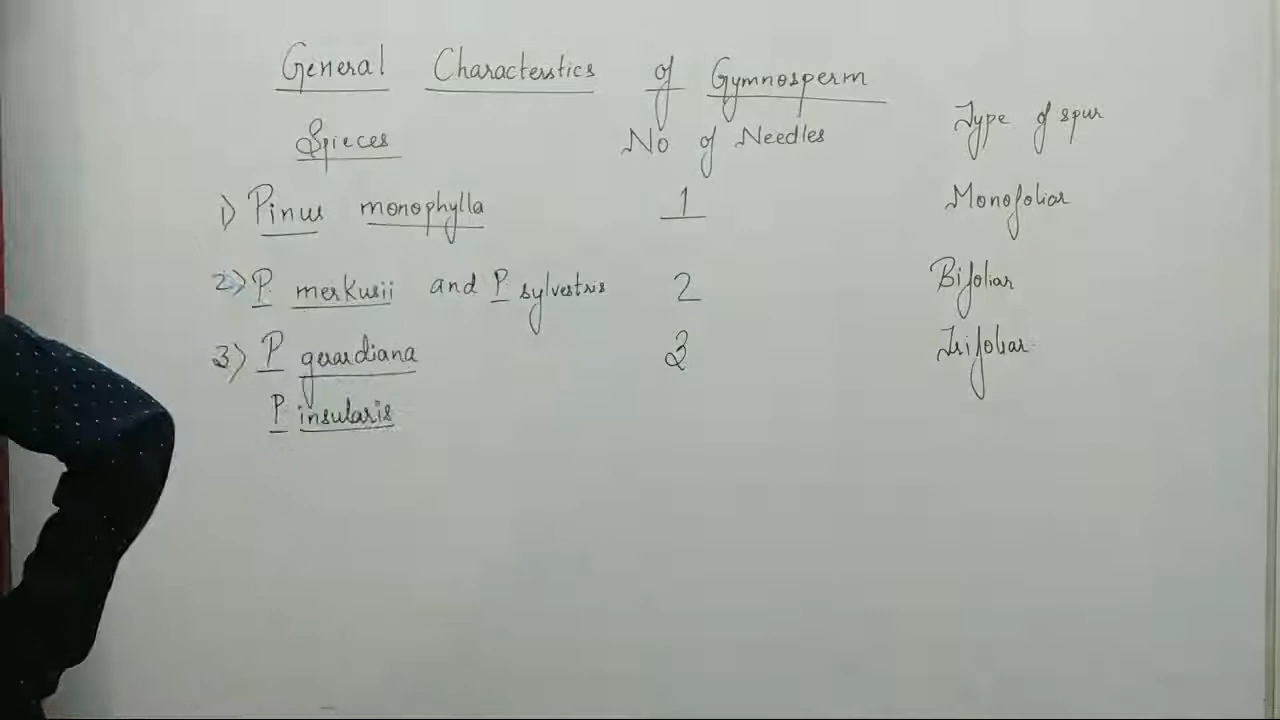 General Characterstics of Gymnosperm
Spieces No of Needles Type of spur
1) Pinus monophylla 1 Monofoliar
2) P merkusii and P sylvestris 2 Bifoliar
3) P gerardiana 3 Trifoliar
P insularis